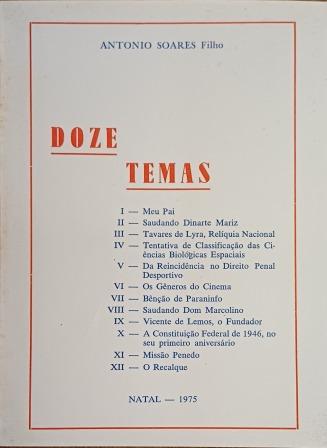 ANTONIO SOARES Filho
DOZE
TEMAS
I — Meu Pai
II — Saudando Dinarte Mariz
III — Tavares de Lyra, Relíquia Nacional
IV — Tentativa de Classificação das Ci-
ências Biológicas Espaciais
V — Da Reincidência no Direito Penal
Desportivo
VI — Os Gêneros do Cinema
VII — Bênção de Paraninfo
VIII — Saudando Dom Marcolino
IX — Vicente de Lemos, o Fundador
X — A Constituição Federal de 1946, no
seu primeiro aniversário
XI — Missão Penedo
XII — O Recalque
NATAL — 1975